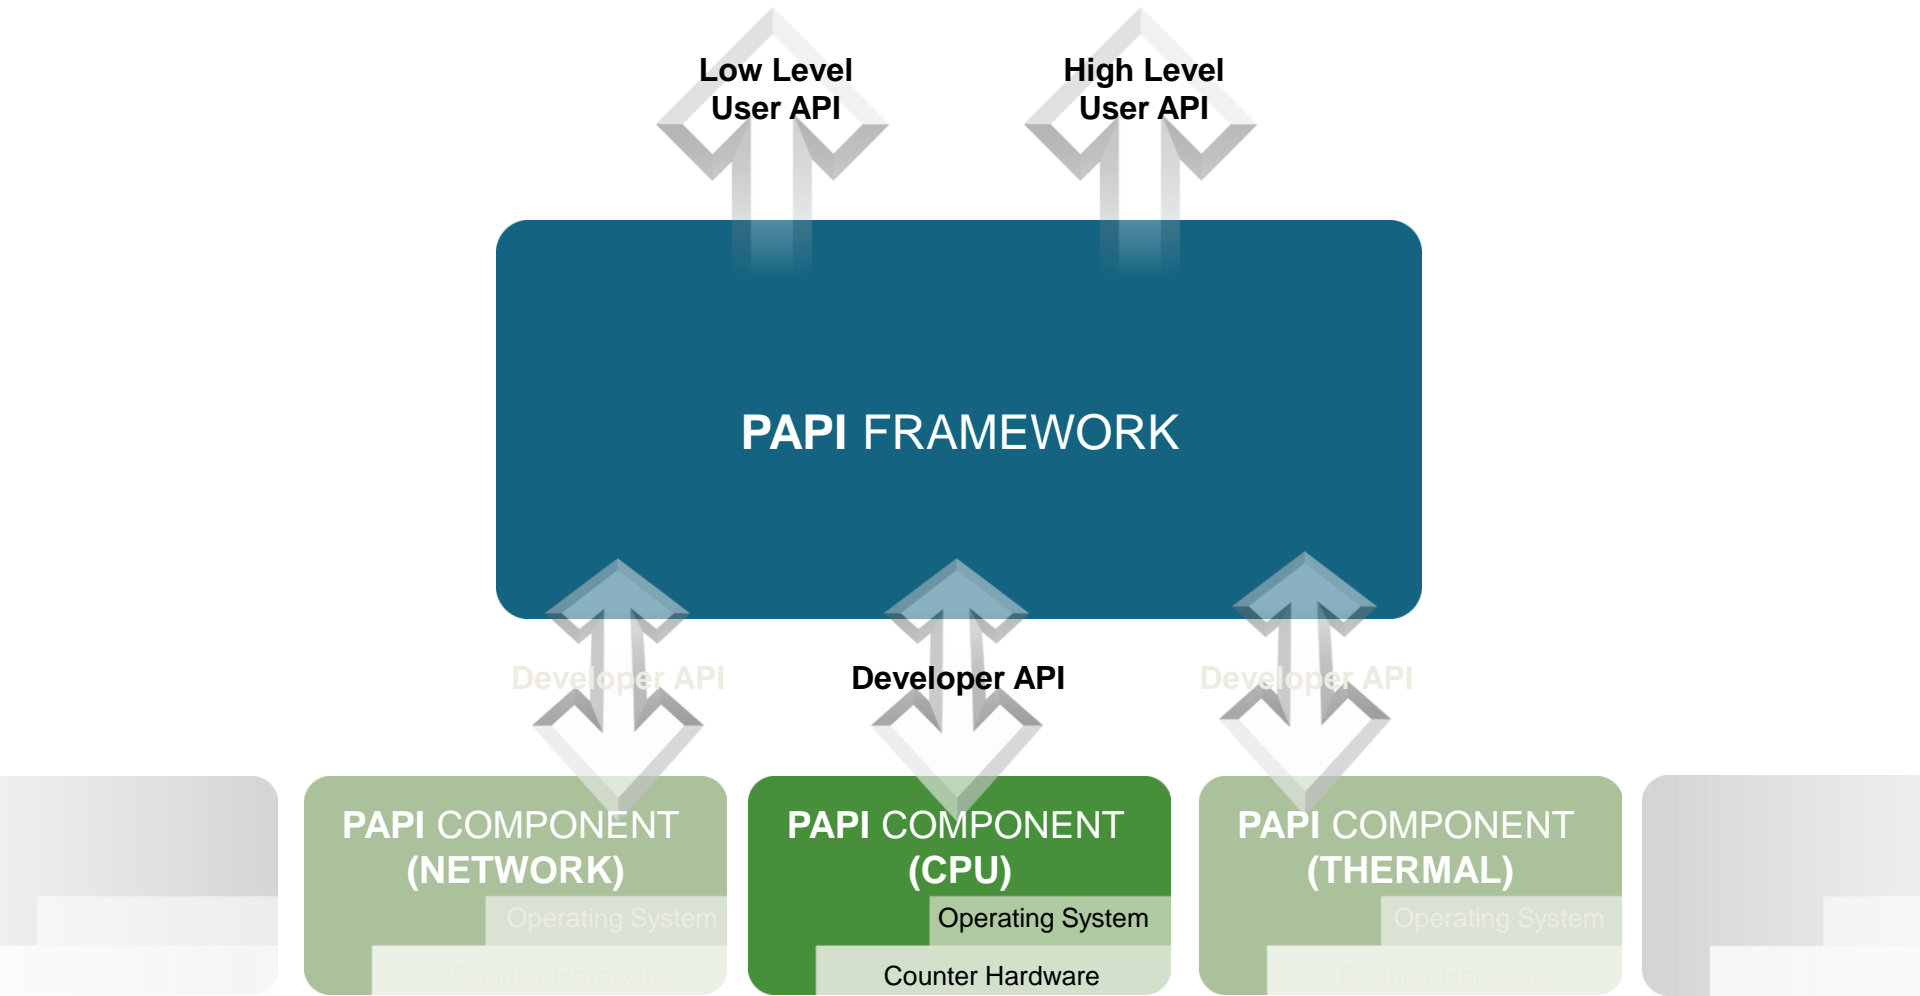 Low Level
User API
High Level
User API
PAPI FRAMEWORK
Developer API
Developer API
Developer API
PAPI COMPONENT
(NETWORK)
Operating System
Counter Hardware
PAPI COMPONENT
(CPU)
Operating System
Counter Hardware
PAPI COMPONENT
(THERMAL)
Operating System
Counter Hardware